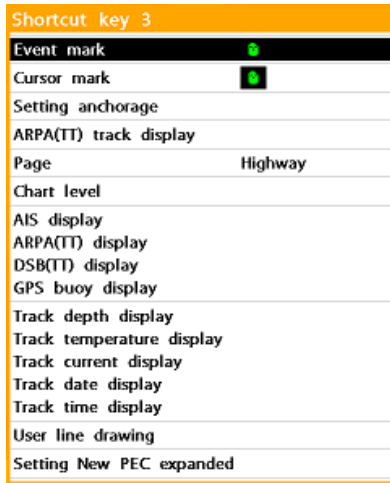 Shortcut key 3
Event mark
Cursor mark
Setting anchorage
ARPA(TT) track display
Page Highway
Chart level
AIS display
ARPA(TT) display
DSB(TT) display
GPS buoy display
Track depth display
Track temperature display
Track current display
Track date display
Track time display
User line drawing
Setting New PEC expanded